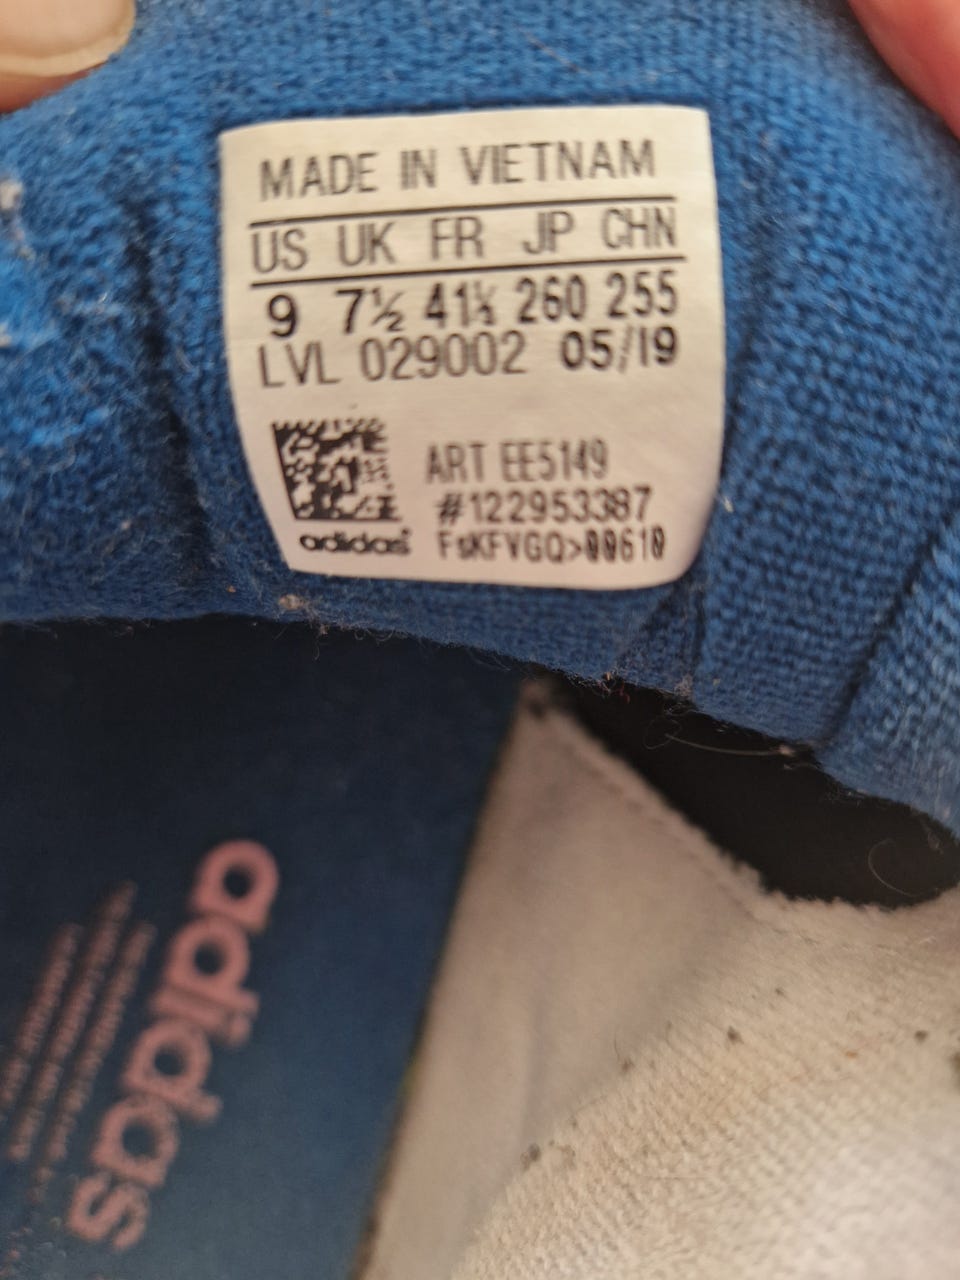 MADE IN VIETNAM
US UK FR JP CHN
9 7½ 41⅓ 260 255
LVL 029002 05/19
ART EE5149
#122953387
adidas FsKFVGQ>00610
adidas